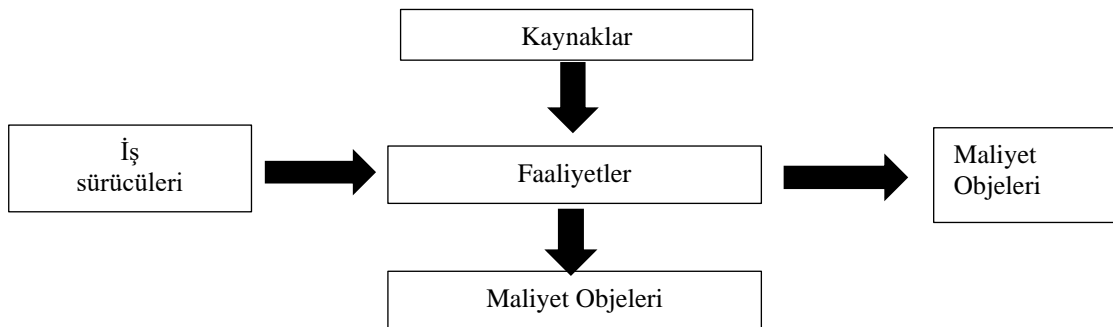 Kaynaklar
İş
sürücüleri
Faaliyetler
Maliyet
Objeleri
Maliyet Objeleri